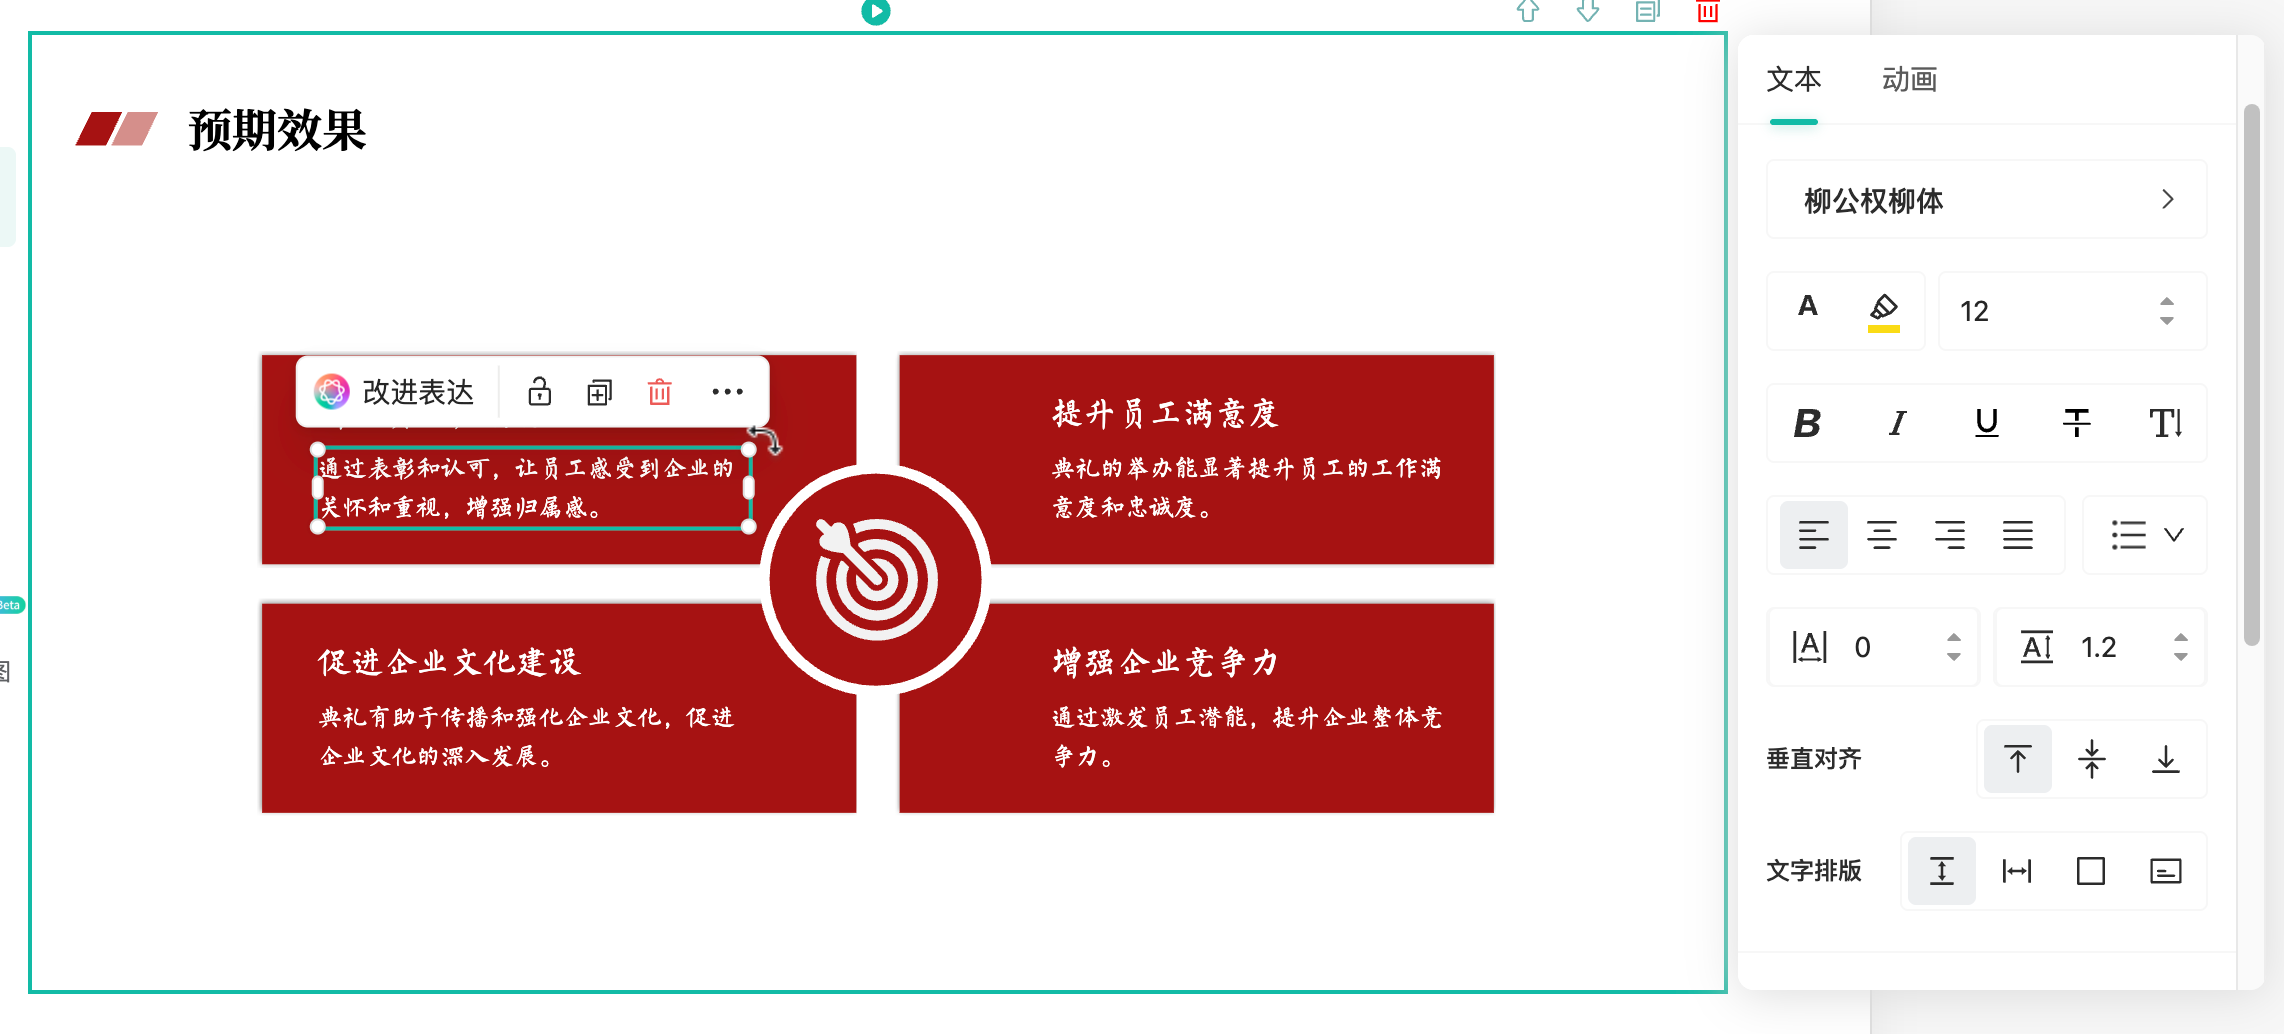 预期效果
改进表达
通过表彰和认可，让员工感受到企业的
关怀和重视，增强归属感。
提升员工满意度
典礼的举办能显著提升员工的工作满
意度和忠诚度。
促进企业文化建设
典礼有助于传播和强化企业文化，促进
企业文化的深入发展。
增强企业竞争力
通过激发员工潜能，提升企业整体竞
争力。
Beta
图
文本 动画
柳公权柳体
A 12
B I U T T
A 0 A 1.2
垂直对齐
文字排版